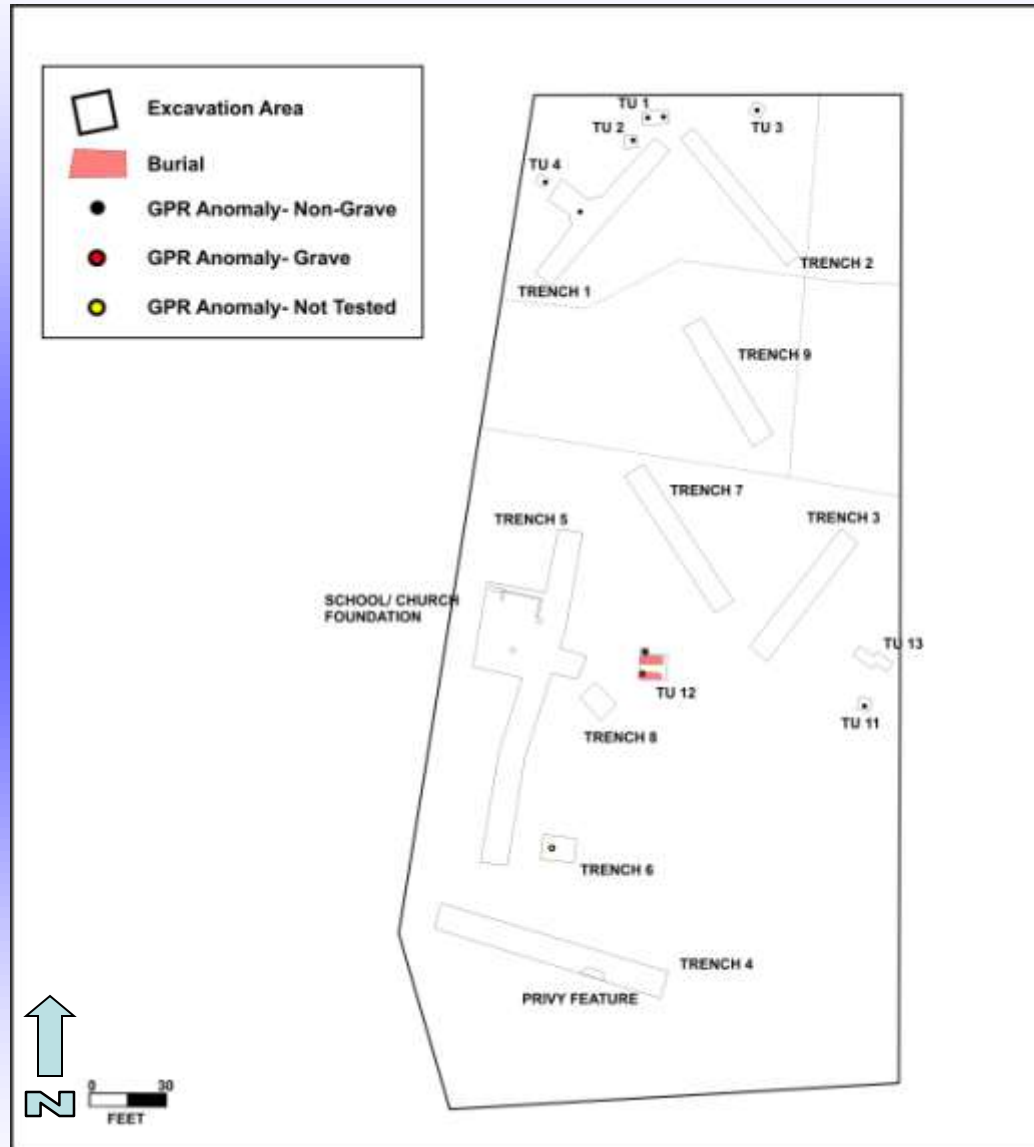 Excavation Area
Burial
GPR Anomaly- Non-Grave
GPR Anomaly- Grave
GPR Anomaly- Not Tested
TU 1
TU 2
TU 3
TU 4
TRENCH 2
TRENCH 1
TRENCH 9
TRENCH 7
TRENCH 5
TRENCH 3
SCHOOL/ CHURCH
FOUNDATION
TU 13
TU 12
TU 11
TRENCH 8
TRENCH 6
TRENCH 4
PRIVY FEATURE
N
0 30
FEET